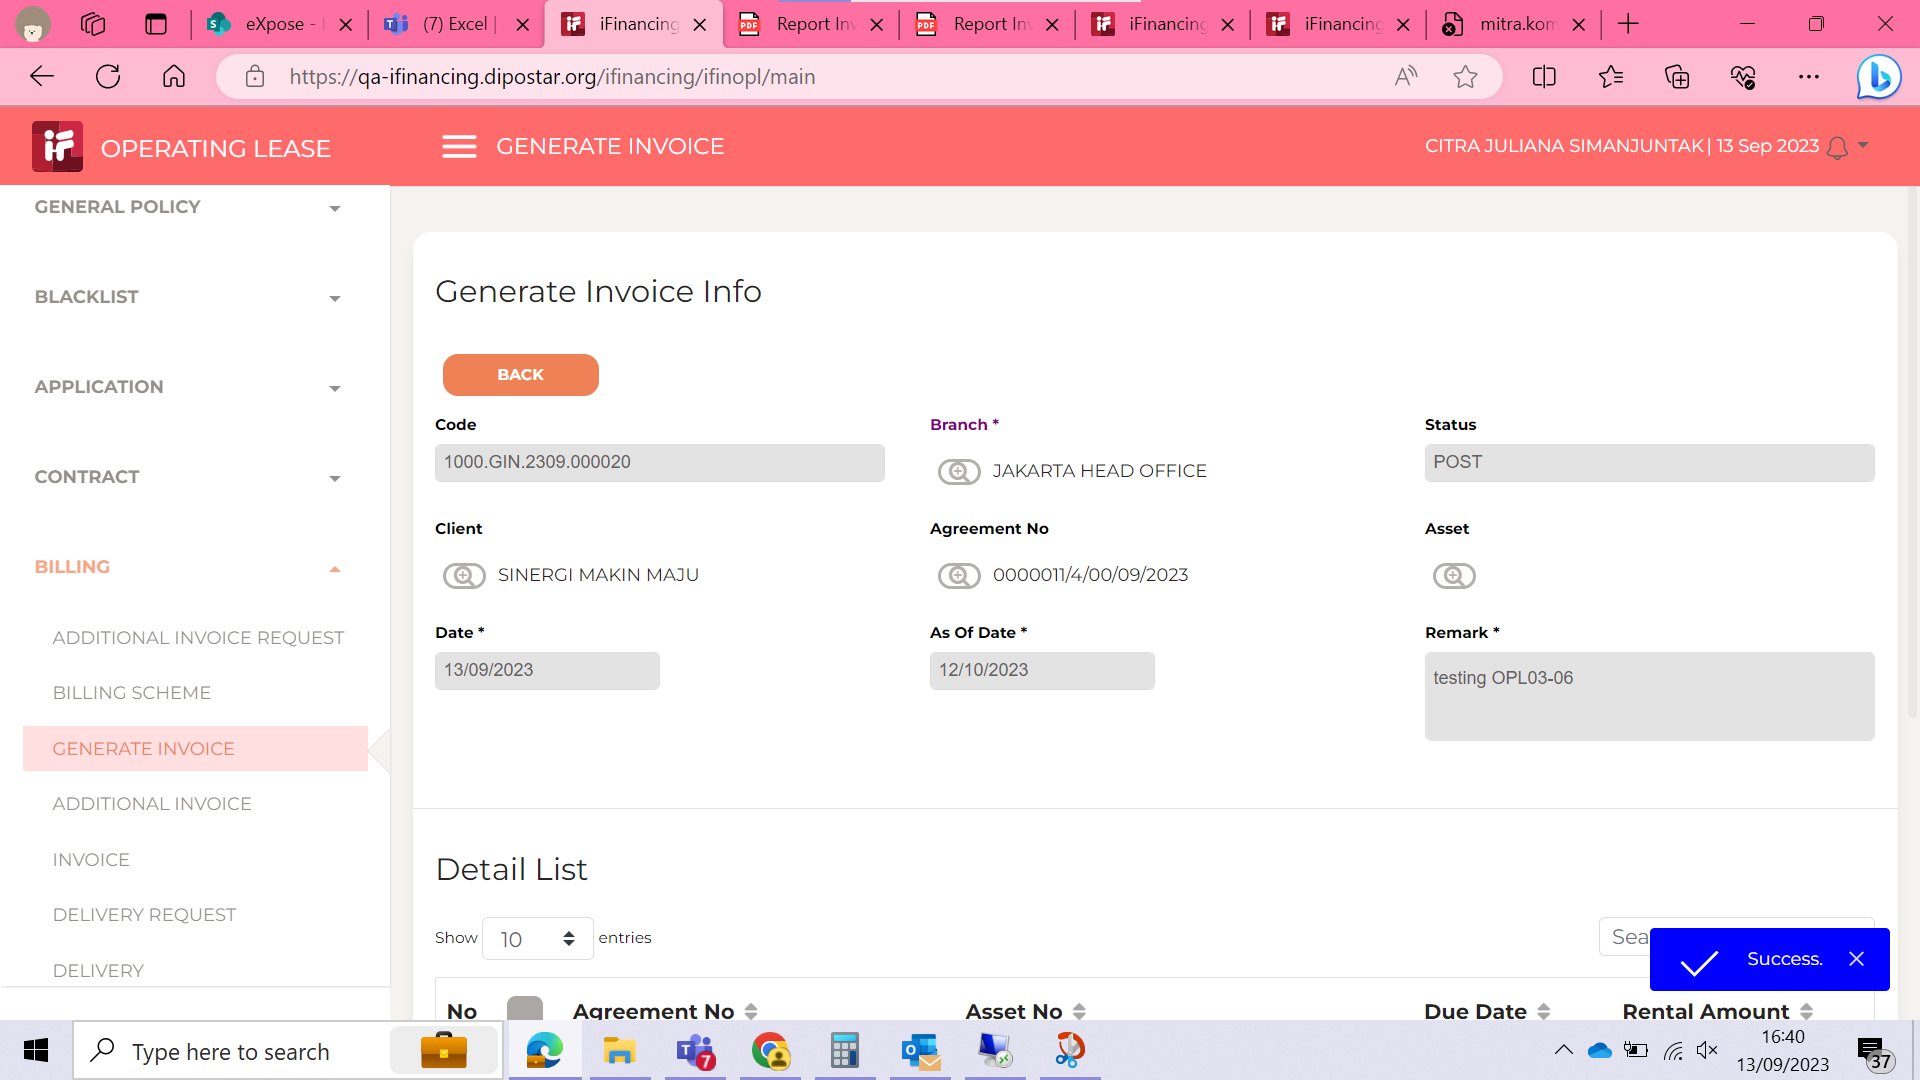 eXpose -
(7) Excel |
iFinancing
Report Inv
Report Inv
iFinancing
iFinancing
mitra.kom
https://qa-ifinancing.dipostar.org/ifinancing/ifinopl/main
OPERATING LEASE
GENERATE INVOICE
CITRA JULIANA SIMANJUNTAK | 13 Sep 2023
GENERAL POLICY
BLACKLIST
APPLICATION
CONTRACT
BILLING
ADDITIONAL INVOICE REQUEST
BILLING SCHEME
GENERATE INVOICE
ADDITIONAL INVOICE
INVOICE
DELIVERY REQUEST
DELIVERY
Generate Invoice Info
BACK
Code
Branch *
Status
1000.GIN.2309.000020
JAKARTA HEAD OFFICE
POST
Client
Agreement No
Asset
SINERGI MAKIN MAJU
0000011/4/00/09/2023
Date *
As Of Date *
Remark *
13/09/2023
12/10/2023
testing OPL03-06
Detail List
Show 10 entries
Sea
Success.
No Agreement No Asset No Due Date Rental Amount
Type here to search
7
16:40
13/09/2023
37